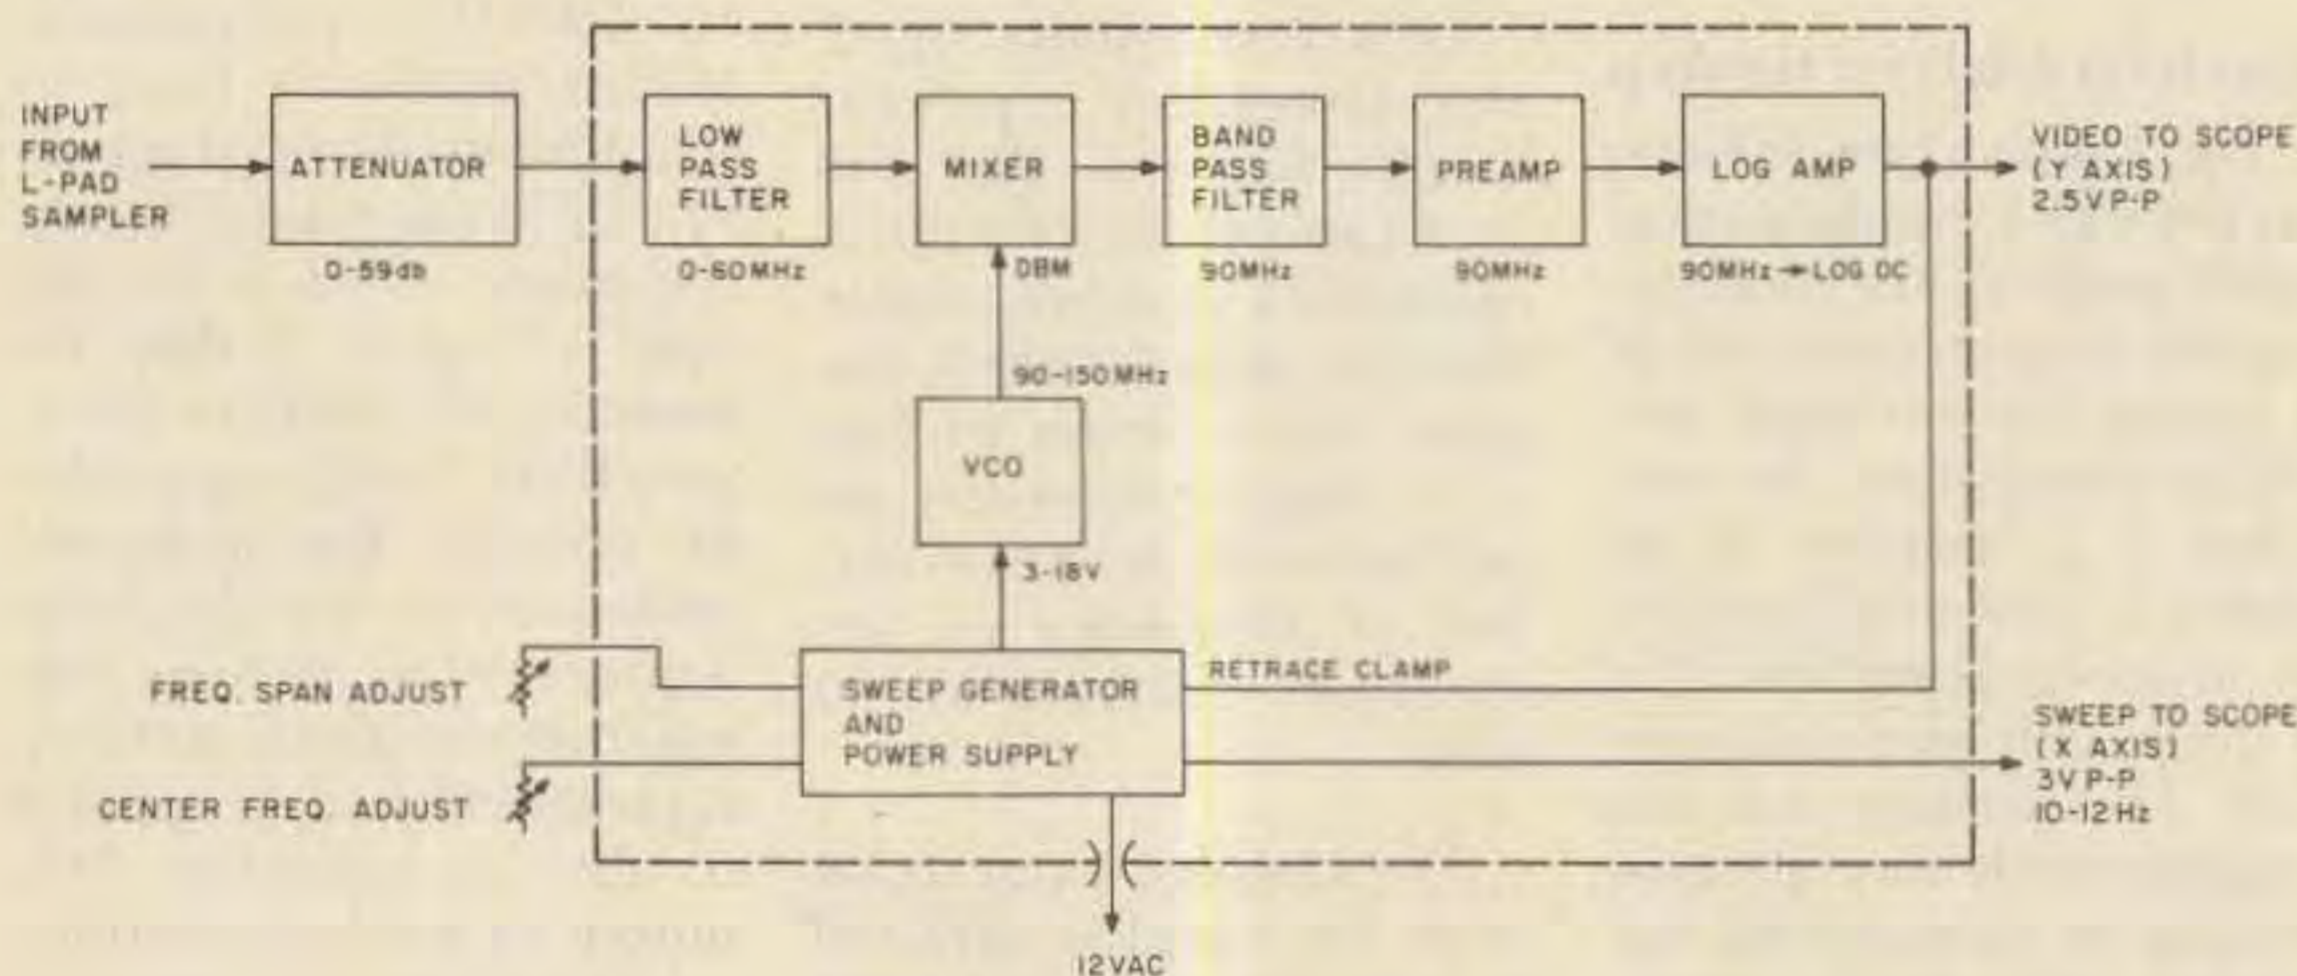 INPUT
FROM
L-PAD
SAMPLER
ATTENUATOR
0-59db
LOW
PASS
FILTER
0-60MHz
MIXER
DBM
BAND
PASS
FILTER
90MHz
PREAMP
90MHz
LOG AMP
90MHz→LOG DC
VIDEO TO SCOPE
(Y AXIS)
2.5V P-P
90-150MHz
VCO
3-18V
FREQ. SPAN ADJUST
CENTER FREQ. ADJUST
SWEEP GENERATOR
AND
POWER SUPPLY
RETRACE CLAMP
SWEEP TO SCOPE
(X AXIS)
3V P-P
10-12Hz
12VAC